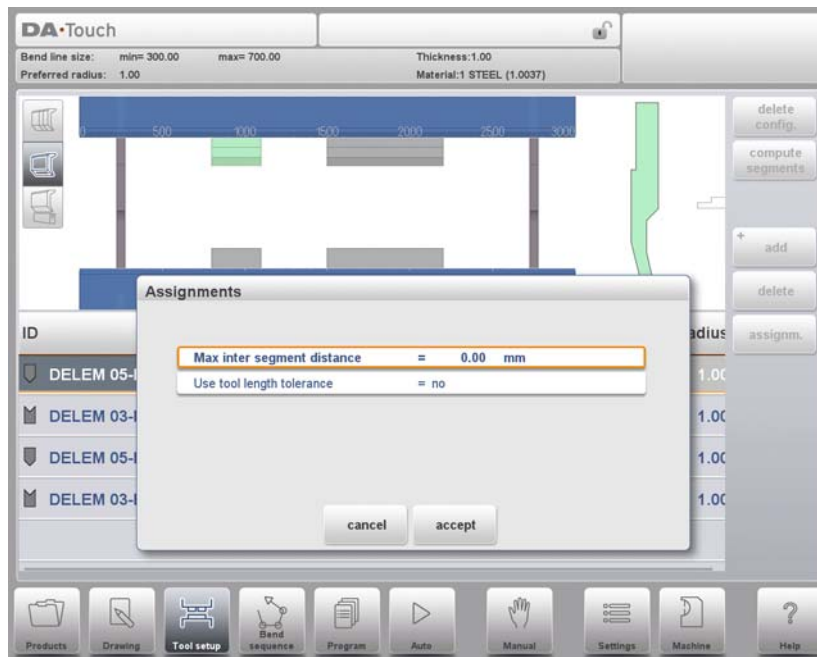 DA·Touch
Bend line size: min= 300.00 max= 700.00 Thickness:1.00
Preferred radius: 1.00 Material:1 STEEL (1.0037)
delete
config.
0 500 1000 1500 2000 2500 3000
compute
segments
+ add
delete
Assignments
ID adius
assignm.
Max inter segment distance = 0.00 mm
DELEM 05-I 1.00
Use tool length tolerance = no
DELEM 03-I 1.00
DELEM 05-I 1.00
DELEM 03-I 1.00
cancel accept
Products Drawing Tool setup Bend sequence Program Auto Manual Settings Machine ? Help